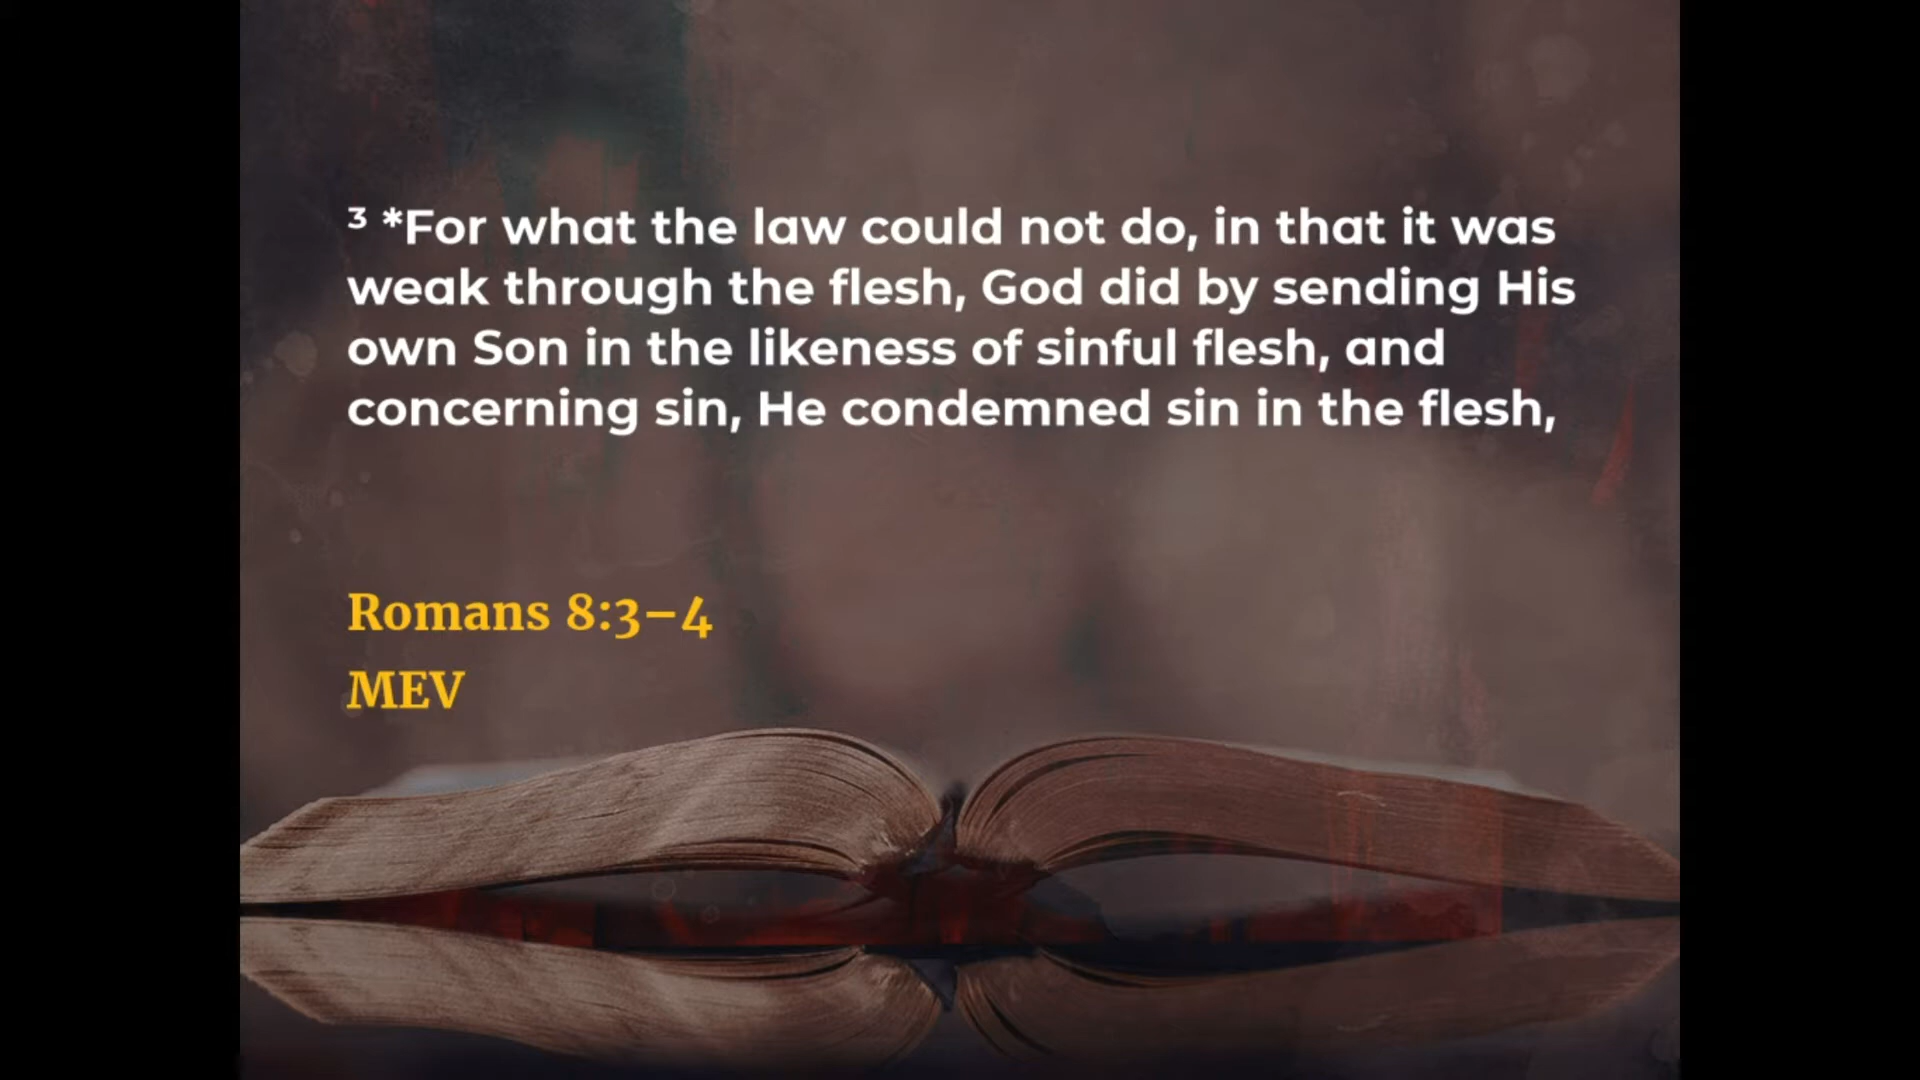 ³ *For what the law could not do, in that it was
weak through the flesh, God did by sending His
own Son in the likeness of sinful flesh, and
concerning sin, He condemned sin in the flesh,
Romans 8:3–4
MEV